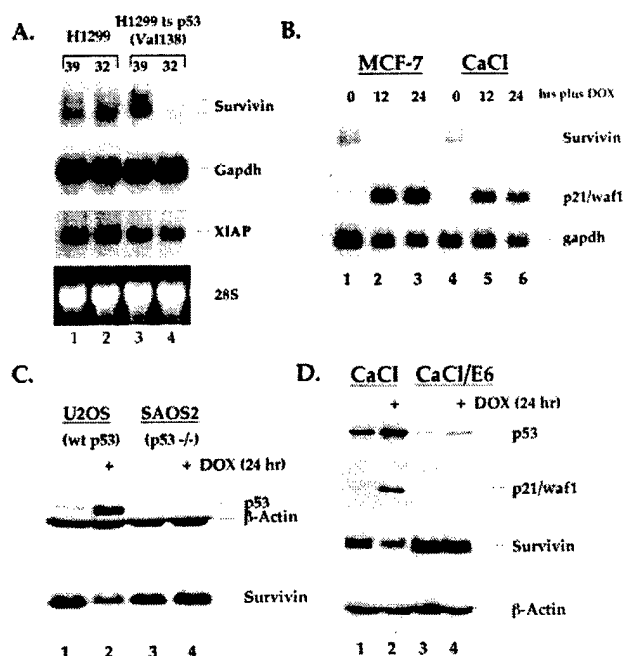 A.
H1299
H1299 ts p53
(Val138)
39 32 39 32
Survivin
Gapdh
XIAP
28S
1 2 3 4
B.
MCF-7 CaCl
0 12 24 0 12 24 hrs plus DOX
Survivin
p21/waf1
gapdh
1 2 3 4 5 6
C.
U2OS SAOS2
(wt p53) (p53 -/-)
+ + DOX (24 hr)
p53
β-Actin
Survivin
1 2 3 4
D.
CaCl CaCl/E6
+ + DOX (24 hr)
p53
p21/waf1
Survivin
β-Actin
1 2 3 4